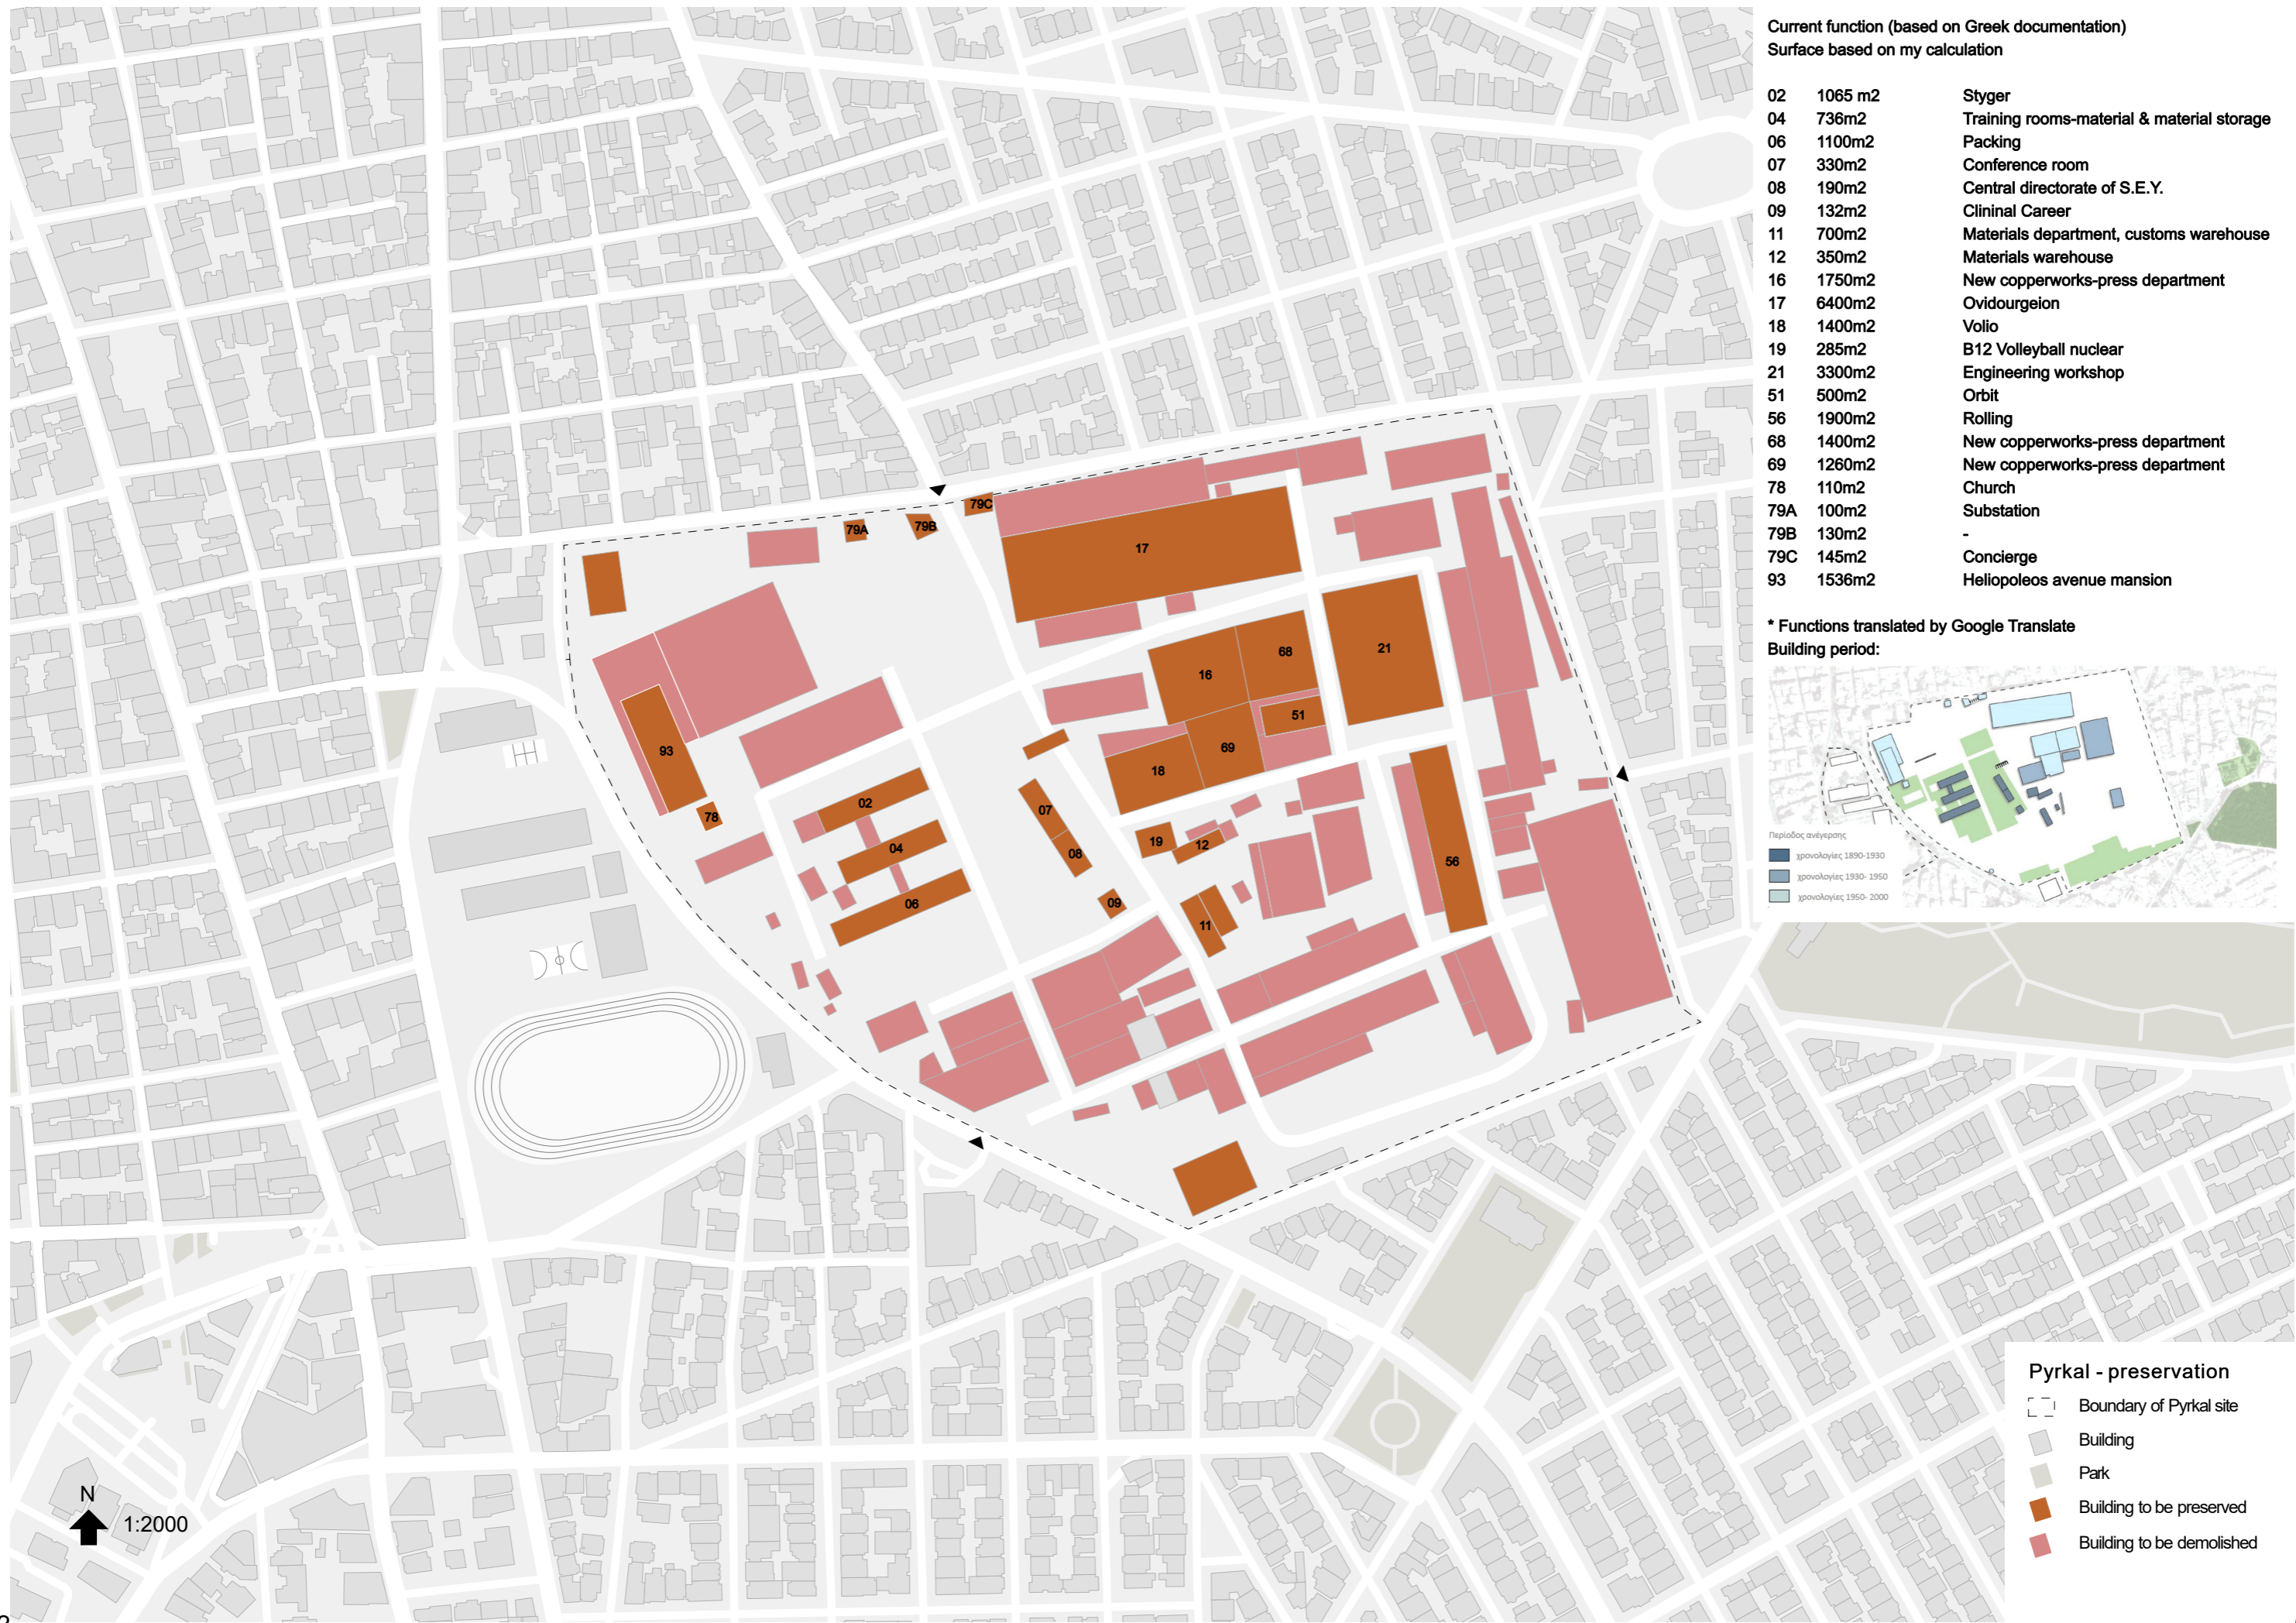 Current function (based on Greek documentation)
Surface based on my calculation
02 1065 m2 Styger
04 736m2 Training rooms-material & material storage
06 1100m2 Packing
07 330m2 Conference room
08 190m2 Central directorate of S.E.Y.
09 132m2 Clininal Career
11 700m2 Materials department, customs warehouse
12 350m2 Materials warehouse
16 1750m2 New copperworks-press department
17 6400m2 Ovidourgeion
18 1400m2 Volio
19 285m2 B12 Volleyball nuclear
21 3300m2 Engineering workshop
51 500m2 Orbit
56 1900m2 Rolling
68 1400m2 New copperworks-press department
69 1260m2 New copperworks-press department
78 110m2 Church
79A 100m2 Substation
79B 130m2 -
79C 145m2 Concierge
93 1536m2 Heliopoleos avenue mansion
* Functions translated by Google Translate
Building period:
Περίοδος ανέγερσης
χρονολογίες 1890-1930
χρονολογίες 1930- 1950
χρονολογίες 1950- 2000
79C
79B
79A
17
68
21
16
51
93
69
18
02
07
78
19
12
04
08
56
06
09
11
Pyrkal - preservation
Boundary of Pyrkal site
Building
Park
Building to be preserved
Building to be demolished
N
1:2000